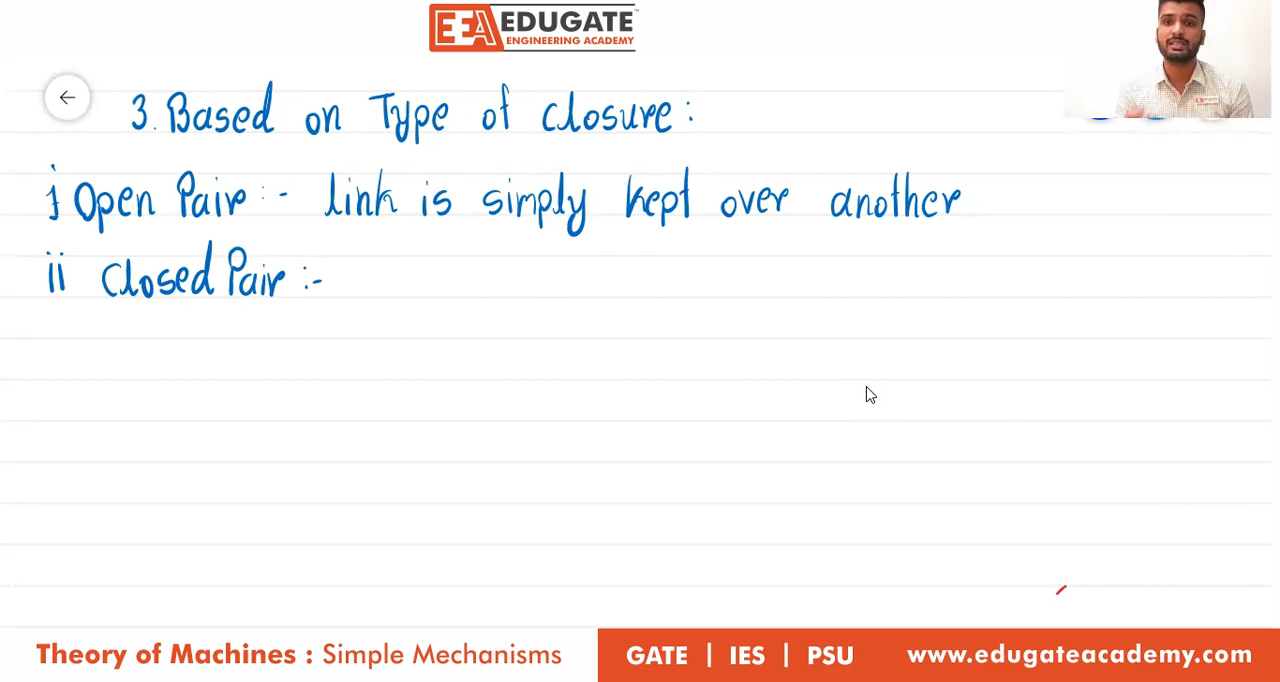 EEA EDUGATE
ENGINEERING ACADEMY
3. Based on Type of closure:
i Open Pair :- link is simply kept over another
ii Closed Pair :-
Theory of Machines : Simple Mechanisms
GATE | IES | PSU
www.edugateacademy.com